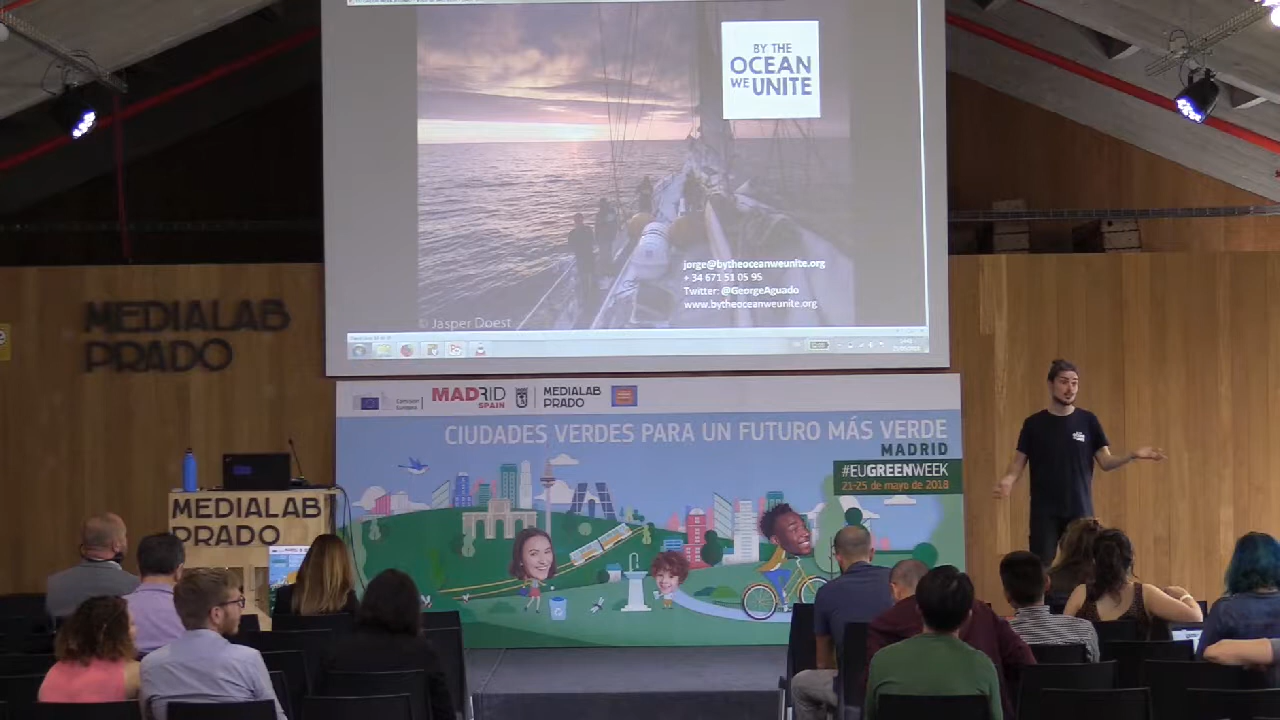 BY THE
OCEAN
WE UNITE
jorge@bytheoceanweunite.org
+ 34 671 51 05 95
Twitter: @GeorgeAguado
www.bytheoceanweunite.org
© Jasper Doest
MEDIALAB
PRADO
Comisión
Europea
MADRID
SPAIN
MEDIALAB
PRADO
CIUDADES VERDES PARA UN FUTURO MÁS VERDE
MADRID
#EUGREENWEEK
21-25 de mayo de 2018
MEDIALAB
PRADO